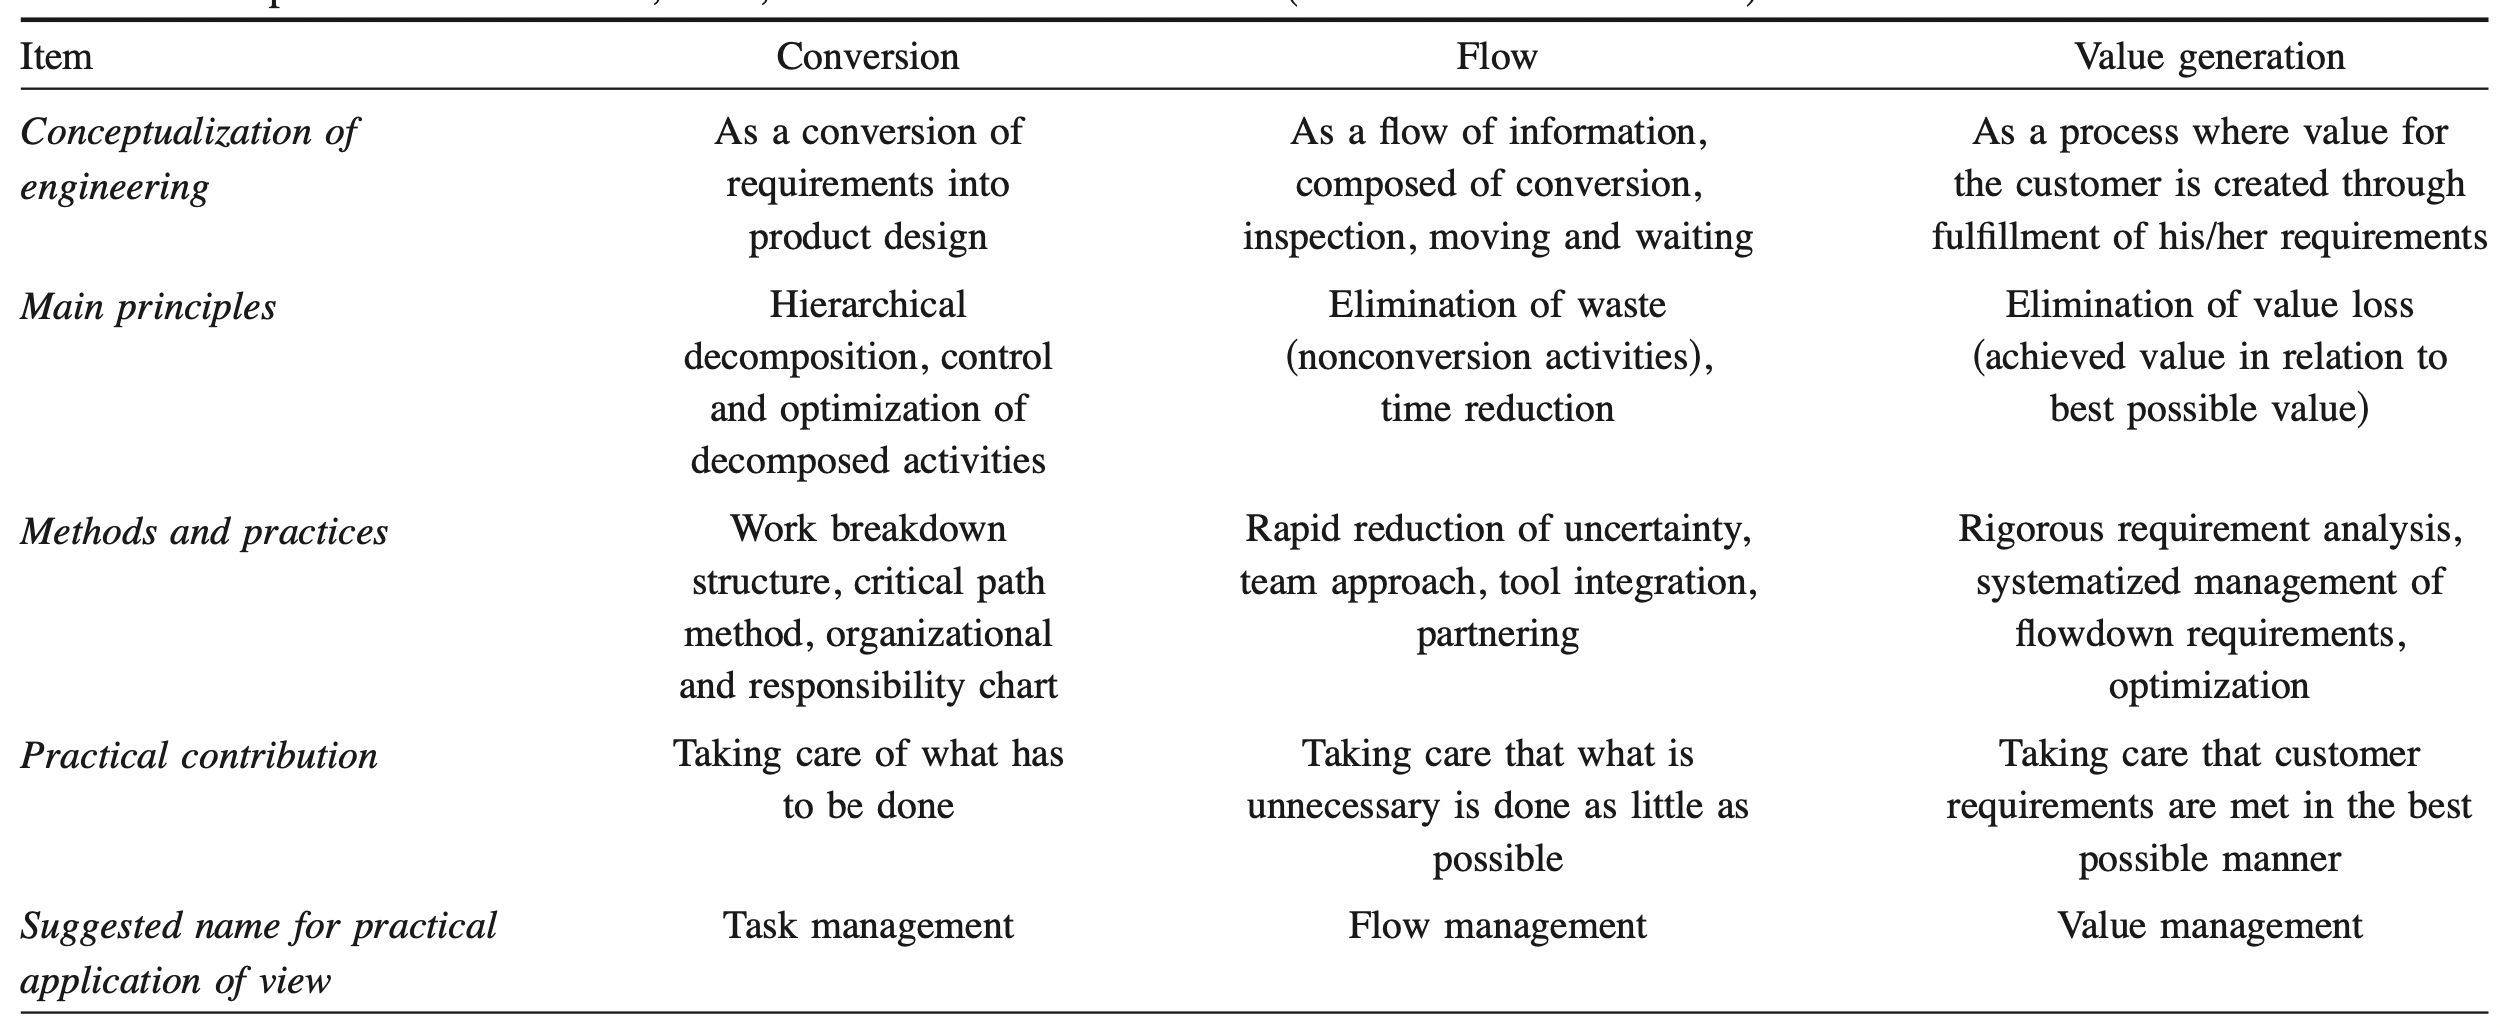 Item Conversion Flow Value generation
Conceptualization of As a conversion of As a flow of information, As a process where value for
engineering requirements into composed of conversion, the customer is created through
product design inspection, moving and waiting fulfillment of his/her requirements
Main principles Hierarchical Elimination of waste Elimination of value loss
decomposition, control (nonconversion activities), (achieved value in relation to
and optimization of time reduction best possible value)
decomposed activities
Methods and practices Work breakdown Rapid reduction of uncertainty, Rigorous requirement analysis,
structure, critical path team approach, tool integration, systematized management of
method, organizational partnering flowdown requirements,
and responsibility chart optimization
Practical contribution Taking care of what has Taking care that what is Taking care that customer
to be done unnecessary is done as little as requirements are met in the best
possible possible manner
Suggested name for practical Task management Flow management Value management
application of view